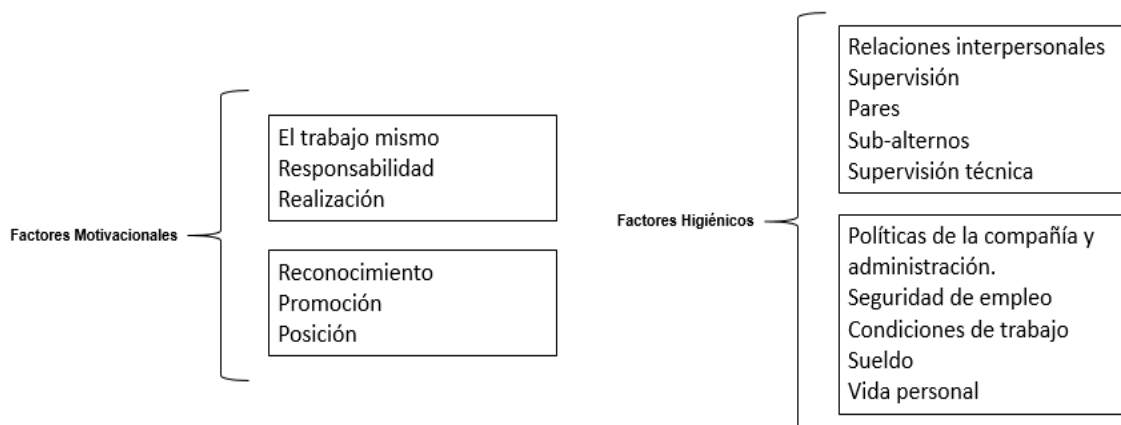 Factores Motivacionales
El trabajo mismo
Responsabilidad
Realización
Reconocimiento
Promoción
Posición
Factores Higiénicos
Relaciones interpersonales
Supervisión
Pares
Sub-alternos
Supervisión técnica
Políticas de la compañía y
administración.
Seguridad de empleo
Condiciones de trabajo
Sueldo
Vida personal